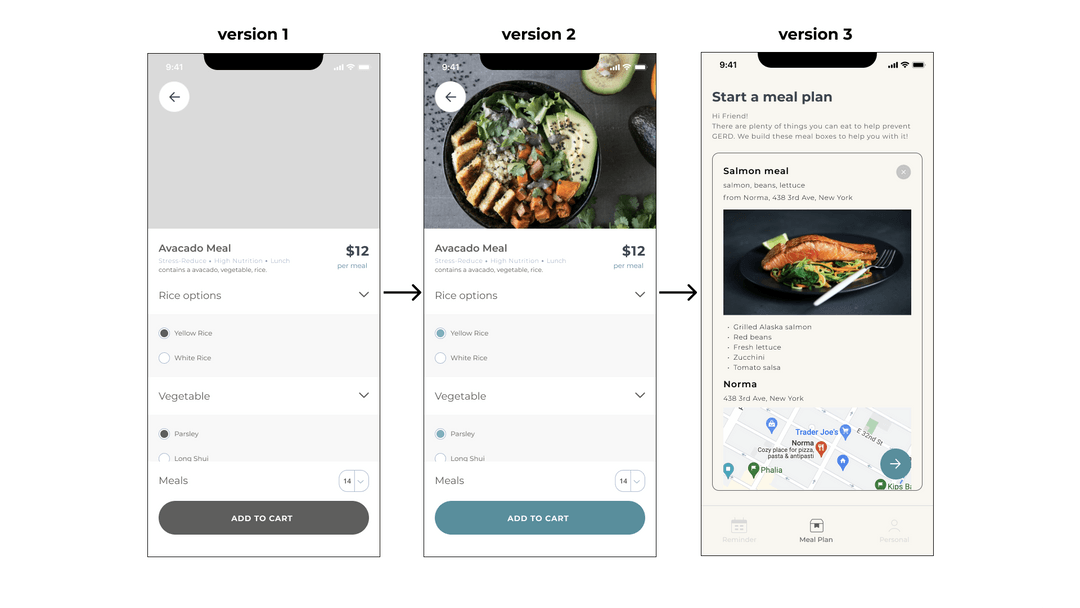 version 1
9:41
Avacado Meal
$12
Stress-Reduce • High Nutrition • Lunch
per meal
contains a avacado, vegetable, rice.
Rice options
Yellow Rice
White Rice
Vegetable
Parsley
Long Shui
Meals
14
ADD TO CART
version 2
9:41
Avacado Meal
$12
Stress-Reduce • High Nutrition • Lunch
per meal
contains a avacado, vegetable, rice.
Rice options
Yellow Rice
White Rice
Vegetable
Parsley
Long Shui
Meals
14
ADD TO CART
version 3
9:41
Start a meal plan
Hi Friend!
There are plenty of things you can eat to help prevent
GERD. We build these meal boxes to help you with it!
Salmon meal
salmon, beans, lettuce
from Norma, 438 3rd Ave, New York
• Grilled Alaska salmon
• Red beans
• Fresh lettuce
• Zucchini
• Tomato salsa
Norma
438 3rd Ave, New York
Trader Joe's
E 32nd St
Norma
Cozy place for pizza,
pasta & antipasti
Phalia
Kips Ba
Reminder
Meal Plan
Personal